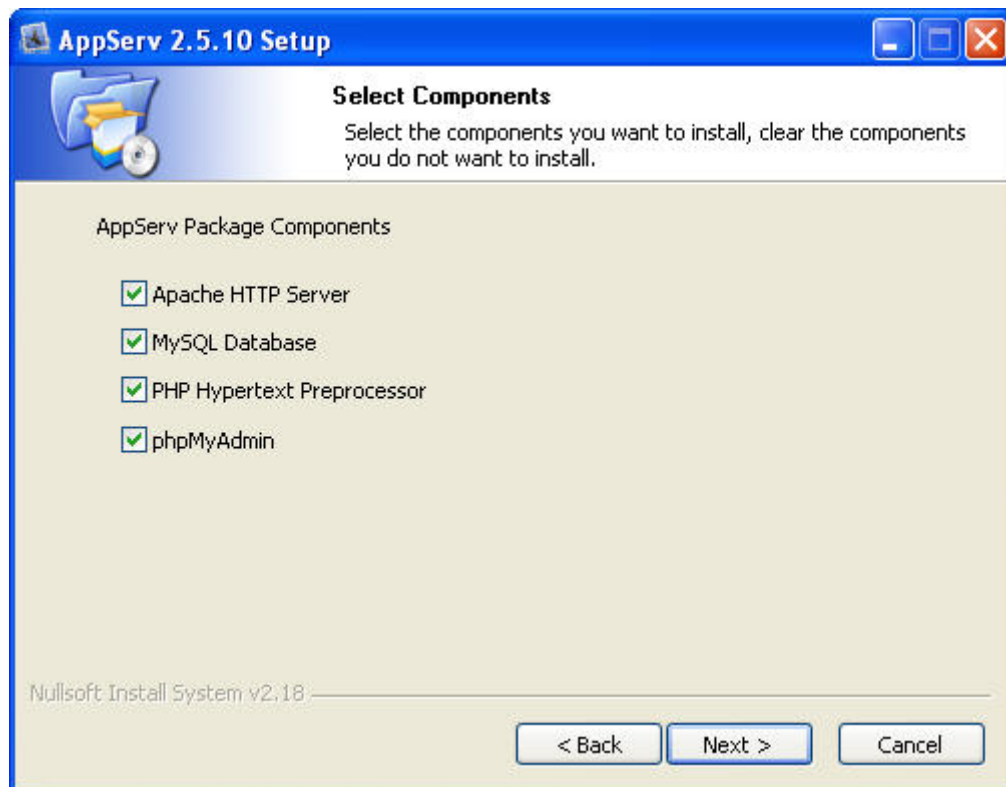 AppServ 2.5.10 Setup
Select Components
Select the components you want to install, clear the components
you do not want to install.
AppServ Package Components
Apache HTTP Server
MySQL Database
PHP Hypertext Preprocessor
phpMyAdmin
Nullsoft Install System v2.18
< Back
Next >
Cancel